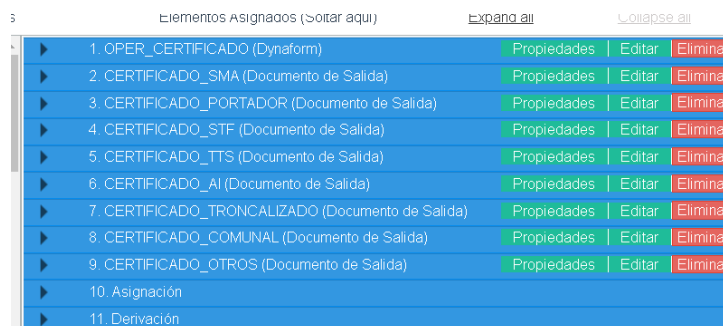 s Elementos Asignados (Soltar aquí) Expand all Collapse all
1. OPER_CERTIFICADO (Dynaform) Propiedades Editar Elimina
2. CERTIFICADO_SMA (Documento de Salida) Propiedades Editar Elimina
3. CERTIFICADO_PORTADOR (Documento de Salida) Propiedades Editar Elimina
4. CERTIFICADO_STF (Documento de Salida) Propiedades Editar Elimina
5. CERTIFICADO_TTS (Documento de Salida) Propiedades Editar Elimina
6. CERTIFICADO_AI (Documento de Salida) Propiedades Editar Elimina
7. CERTIFICADO_TRONCALIZADO (Documento de Salida) Propiedades Editar Elimina
8. CERTIFICADO_COMUNAL (Documento de Salida) Propiedades Editar Elimina
9. CERTIFICADO_OTROS (Documento de Salida) Propiedades Editar Elimina
10. Asignación
11. Derivación